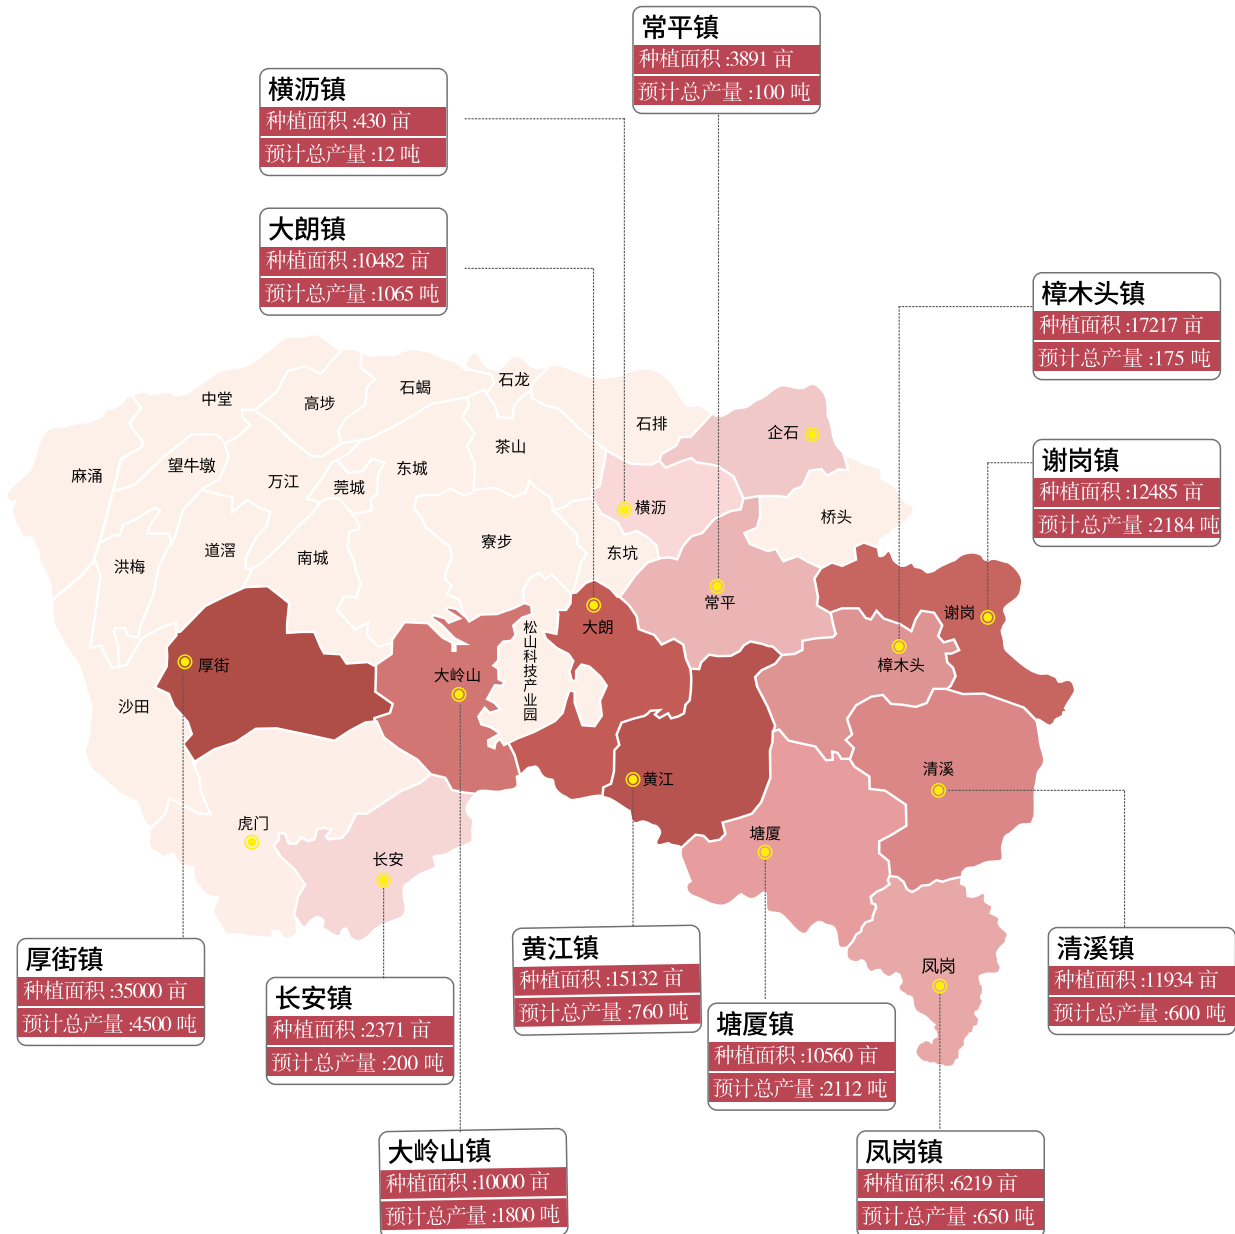 常平镇
种植面积:3891 亩
预计总产量:100 吨
横沥镇
种植面积:430 亩
预计总产量:12 吨
大朗镇
种植面积:10482 亩
预计总产量:1065 吨
樟木头镇
种植面积:17217 亩
预计总产量:175 吨
谢岗镇
种植面积:12485 亩
预计总产量:2184 吨
石龙
石碣
中堂
高埗
石排
企石
茶山
望牛墩
东城
麻涌
万江
莞城
横沥
桥头
寮步
道滘
东坑
南城
洪梅
常平
谢岗
大朗
松山科技产业园
厚街
樟木头
大岭山
沙田
清溪
黄江
虎门
塘厦
长安
凤岗
厚街镇
种植面积:35000 亩
预计总产量:4500 吨
长安镇
种植面积:2371 亩
预计总产量:200 吨
黄江镇
种植面积:15132 亩
预计总产量:760 吨
塘厦镇
种植面积:10560 亩
预计总产量:2112 吨
清溪镇
种植面积:11934 亩
预计总产量:600 吨
大岭山镇
种植面积:10000 亩
预计总产量:1800 吨
凤岗镇
种植面积:6219 亩
预计总产量:650 吨